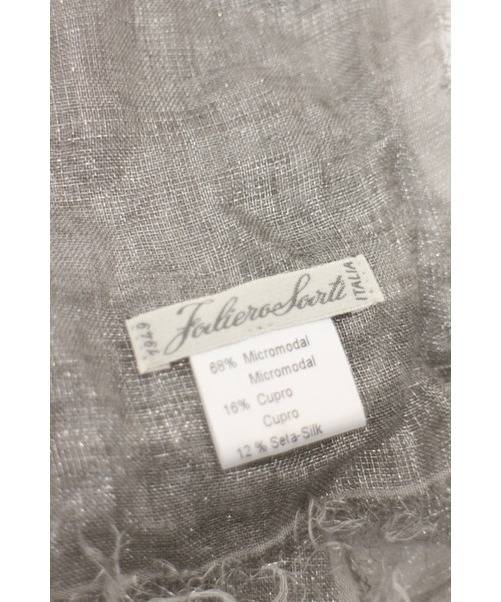 1949 Faliero Sarti ITALIA
68% Micromodal
Micromodal
16% Cupro
Cupro
12% Seta-Silk